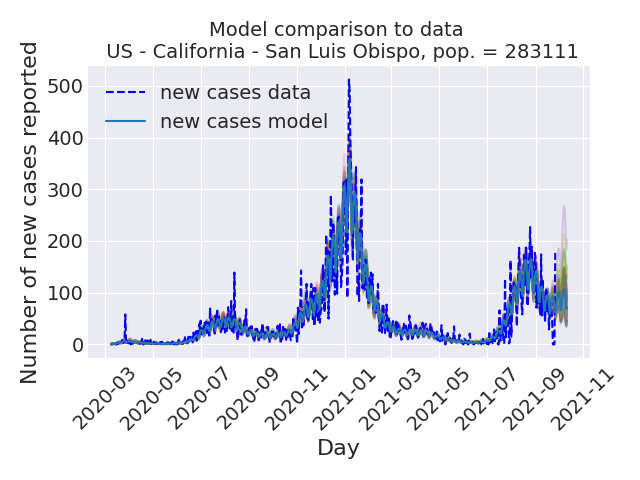 Model comparison to data
US - California - San Luis Obispo, pop. = 283111
Number of new cases reported
500
400
300
200
100
0
new cases data
new cases model
2020-03
2020-05
2020-07
2020-09
2020-11
2021-01
2021-03
2021-05
2021-07
2021-09
2021-11
Day